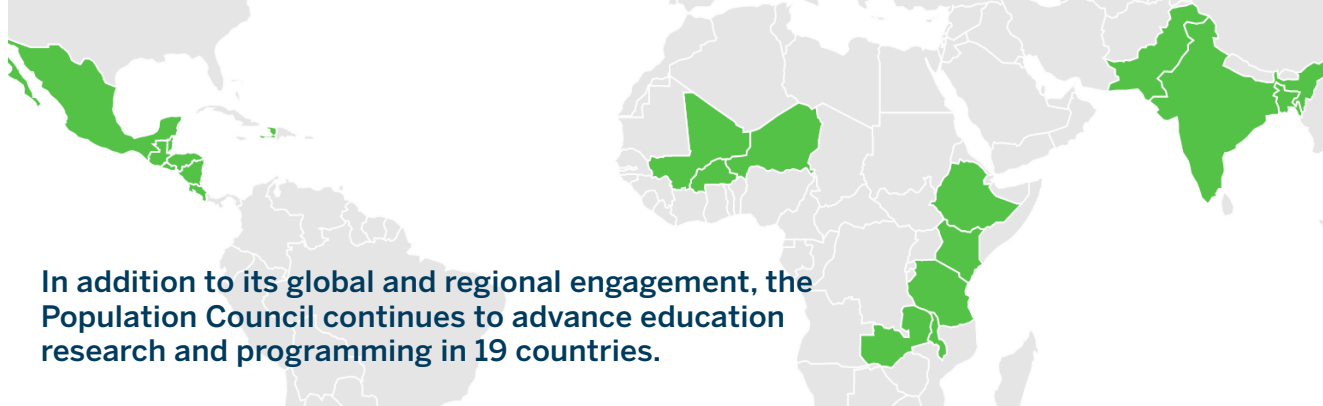 In addition to its global and regional engagement, the
Population Council continues to advance education
research and programming in 19 countries.